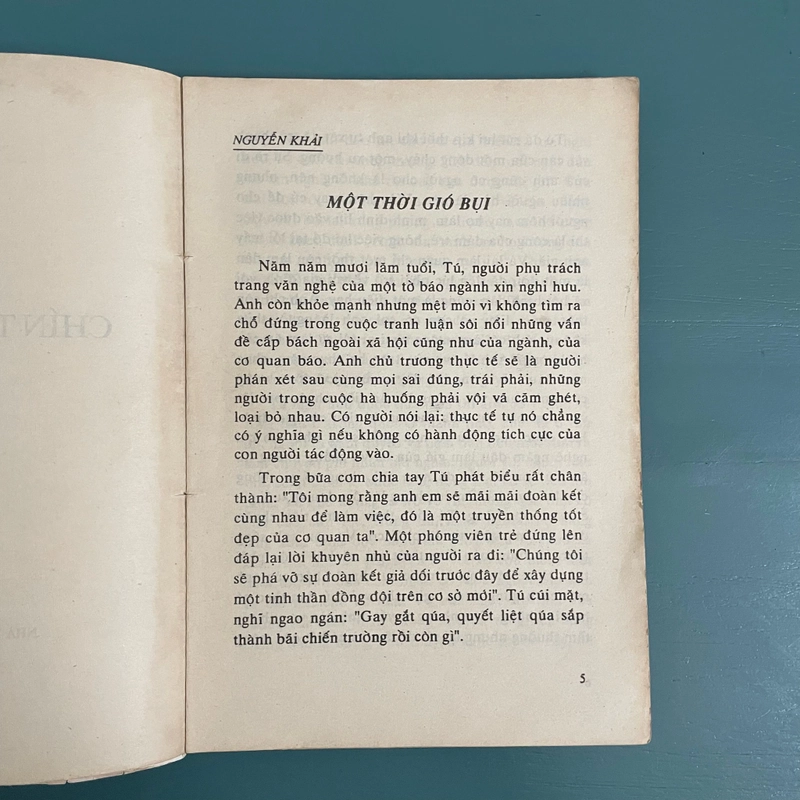 NGUYỄN KHẢI
MỘT THỜI GIÓ BỤI
Năm năm mươi lăm tuổi, Tú, người phụ trách
trang văn nghệ của một tờ báo ngành xin nghỉ hưu.
Anh còn khỏe mạnh nhưng mệt mỏi vì không tìm ra
chỗ đứng trong cuộc tranh luận sôi nổi những vấn
đề cấp bách ngoài xã hội cũng như của ngành, của
cơ quan báo. Anh chủ trương thực tế sẽ là người
phán xét sau cùng mọi sai đúng, trái phải, những
người trong cuộc hà huống phải vội vã căm ghét,
loại bỏ nhau. Có người nói lại: thực tế tự nó chẳng
có ý nghĩa gì nếu không có hành động tích cực của
con người tác động vào.
Trong bữa cơm chia tay Tú phát biểu rất chân
thành: "Tôi mong rằng anh em sẽ mãi mãi đoàn kết
cùng nhau để làm việc, đó là một truyền thống tốt
đẹp của cơ quan ta". Một phóng viên trẻ đứng lên
đáp lại lời khuyên nhủ của người ra đi: "Chúng tôi
sẽ phá vỡ sự đoàn kết giả dối trước đây để xây dựng
một tinh thần đồng đội trên cơ sở mới". Tú cúi mặt,
nghĩ ngao ngán: "Gay gắt qúa, quyết liệt qúa sắp
thành bãi chiến trường rồi còn gì".
5